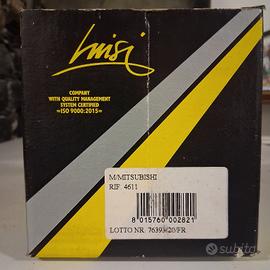 Luisi
COMPANY
WITH QUALITY MANAGEMENT
SYSTEM CERTIFIED
=ISO 9001:2015=
M/MITSUBISHI
RIF. 4611
8 015760 002821
LOTTO NR. 76393/20/FR
subito